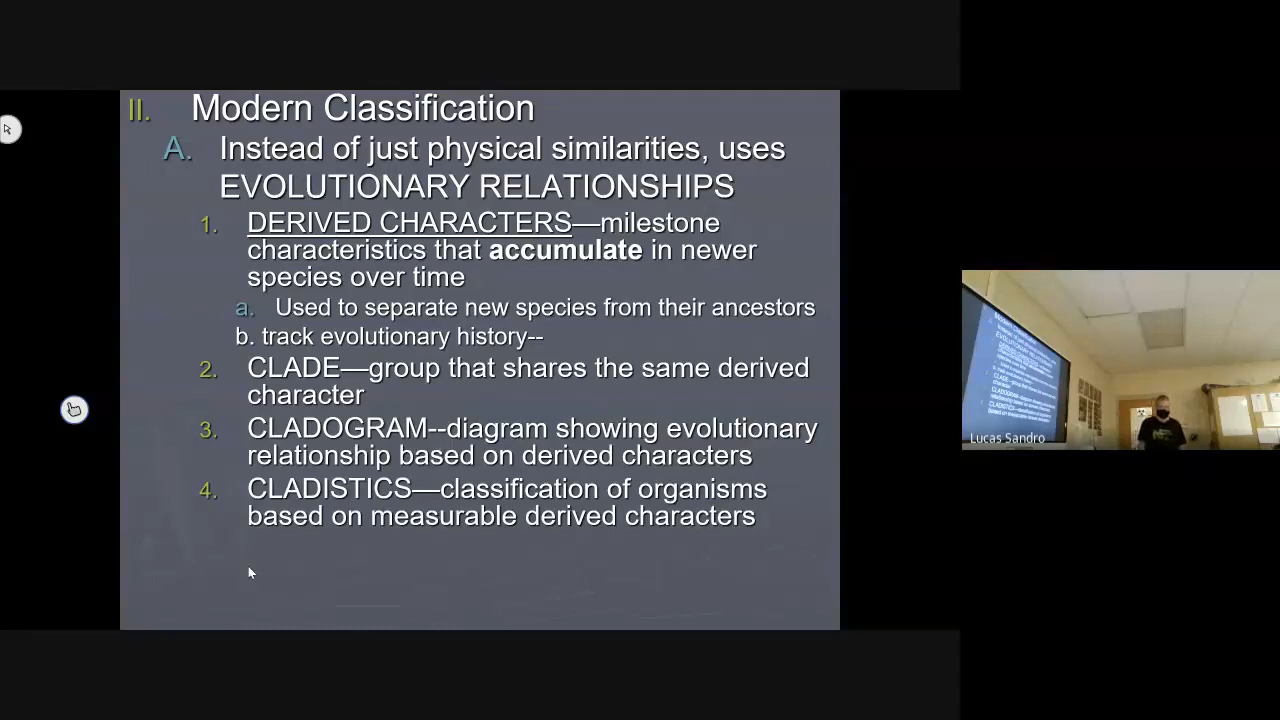 II. Modern Classification
A. Instead of just physical similarities, uses
EVOLUTIONARY RELATIONSHIPS
1. DERIVED CHARACTERS—milestone
characteristics that accumulate in newer
species over time
a. Used to separate new species from their ancestors
b. track evolutionary history--
2. CLADE—group that shares the same derived
character
3. CLADOGRAM--diagram showing evolutionary
relationship based on derived characters
4. CLADISTICS—classification of organisms
based on measurable derived characters
Lucas Sandro